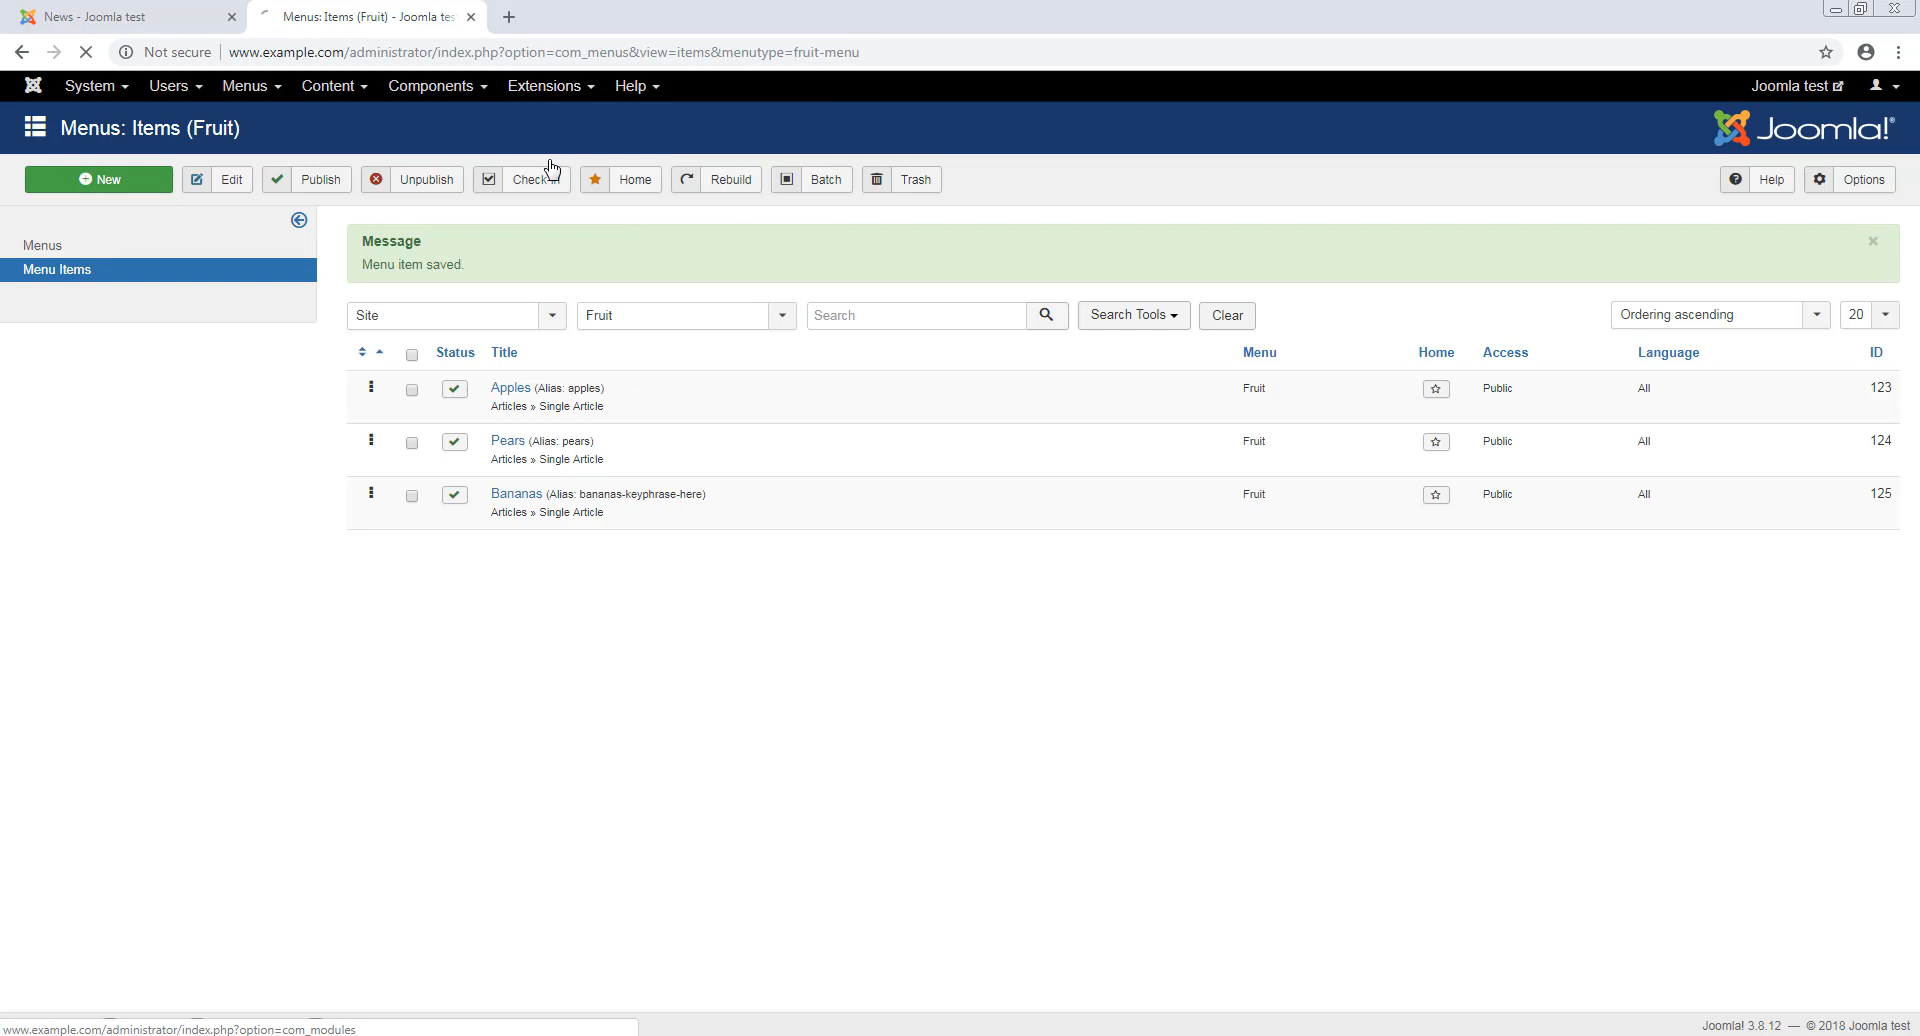 News - Joomla test
Menus: Items (Fruit) - Joomla tes
Not secure
www.example.com/administrator/index.php?option=com_menus&view=items&menutype=fruit-menu
System Users Menus Content Components Extensions Help
Joomla test
Menus: Items (Fruit)
Joomla!®
New Edit Publish Unpublish Check-in Home Rebuild Batch Trash Help Options
Menus
Menu Items
Message
Menu item saved.
Site Fruit Search Search Tools Clear Ordering ascending 20
Status Title Menu Home Access Language ID
Apples (Alias: apples) Fruit Public All 123
Articles » Single Article
Pears (Alias: pears) Fruit Public All 124
Articles » Single Article
Bananas (Alias: bananas-keyphrase-here) Fruit Public All 125
Articles » Single Article
www.example.com/administrator/index.php?option=com_modules
Joomla! 3.8.12 — © 2018 Joomla test